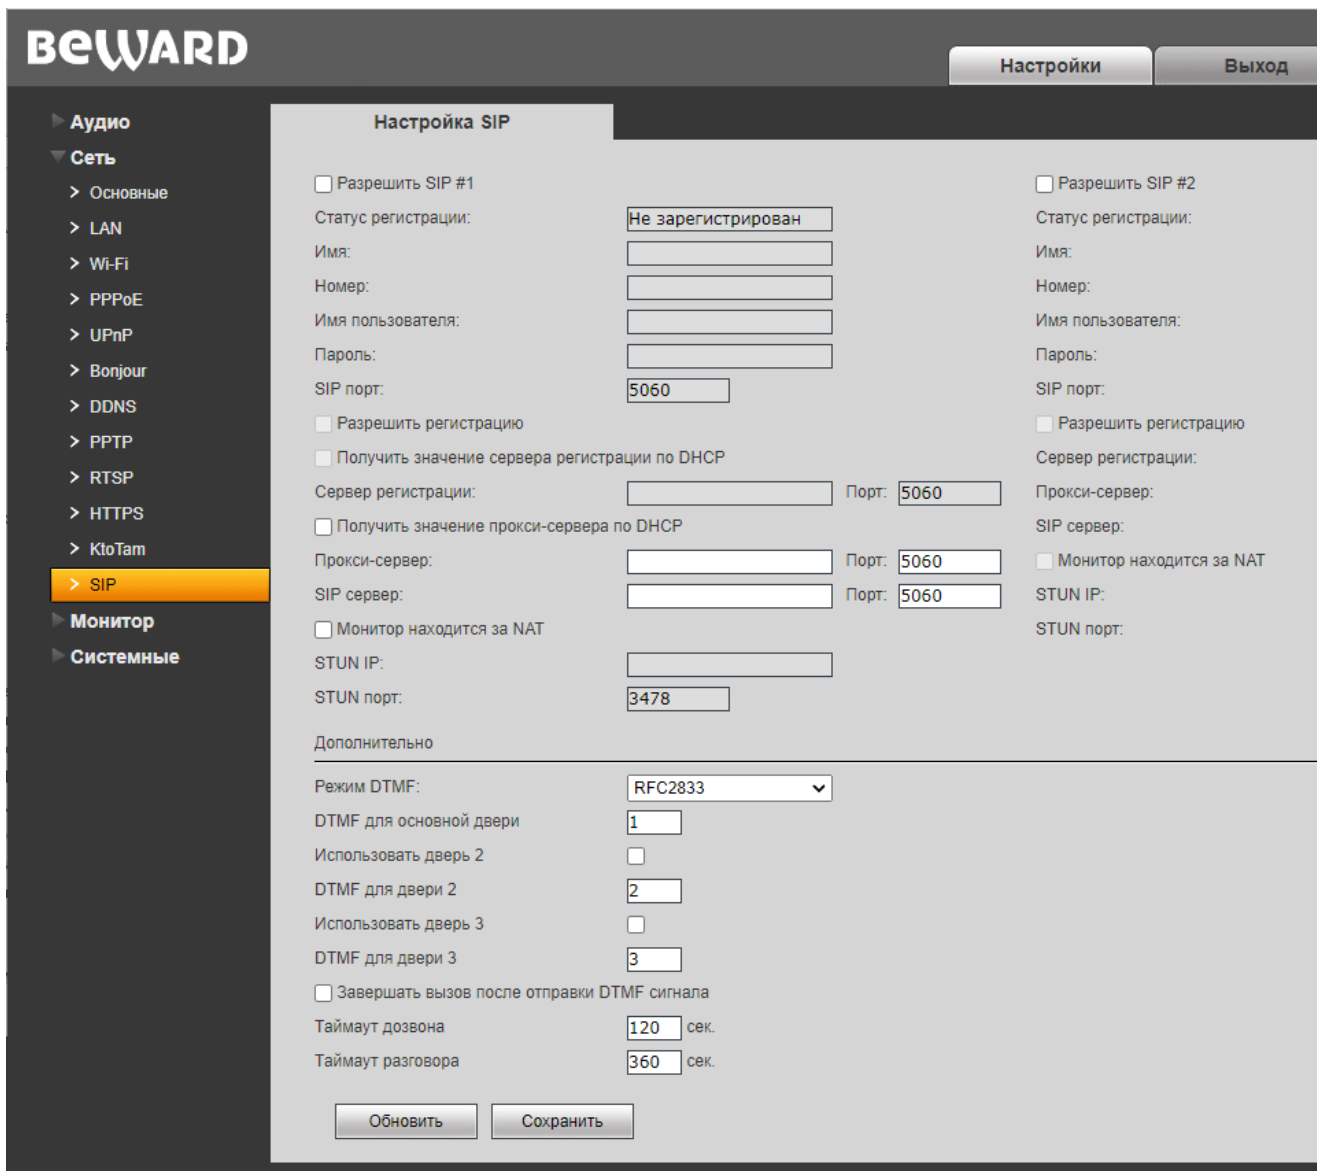 BEWARD
Настройки
Выход
Аудио
Сеть
> Основные
> LAN
> Wi-Fi
> PPPoE
> UPnP
> Bonjour
> DDNS
> PPTP
> RTSP
> HTTPS
> KtoTam
> SIP
Монитор
Системные
Настройка SIP
Разрешить SIP #1
Статус регистрации: Не зарегистрирован
Имя:
Номер:
Имя пользователя:
Пароль:
SIP порт: 5060
Разрешить регистрацию
Получить значение сервера регистрации по DHCP
Сервер регистрации: Порт: 5060
Получить значение прокси-сервера по DHCP
Прокси-сервер: Порт: 5060
SIP сервер: Порт: 5060
Монитор находится за NAT
STUN IP:
STUN порт: 3478
Разрешить SIP #2
Статус регистрации:
Имя:
Номер:
Имя пользователя:
Пароль:
SIP порт:
Разрешить регистрацию
Сервер регистрации:
Прокси-сервер:
SIP сервер:
Монитор находится за NAT
STUN IP:
STUN порт:
Дополнительно
Режим DTMF: RFC2833
DTMF для основной двери 1
Использовать дверь 2
DTMF для двери 2 2
Использовать дверь 3
DTMF для двери 3 3
Завершать вызов после отправки DTMF сигнала
Таймаут дозвона 120 сек.
Таймаут разговора 360 сек.
Обновить
Сохранить